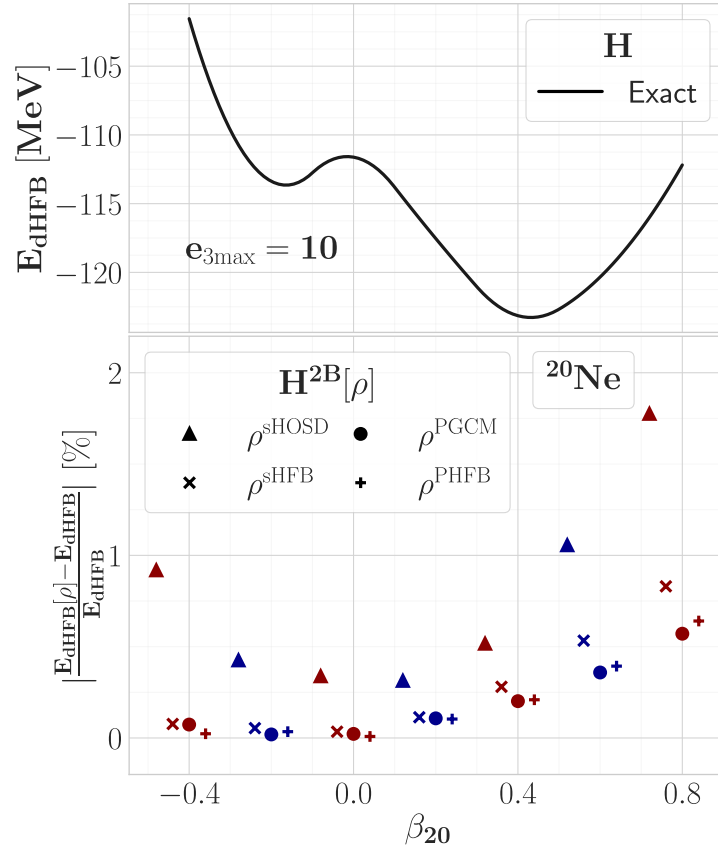 H
Exact
E_dHFB [MeV]
−105
−110
−115
−120
e_3max = 10
H^2B[ρ]
ρ^sHOSD
ρ^PGCM
ρ^sHFB
ρ^PHFB
^20Ne
|E_dHFB[ρ]−E_dHFB / E_dHFB| [%]
2
1
0
−0.4
0.0
0.4
0.8
β_20